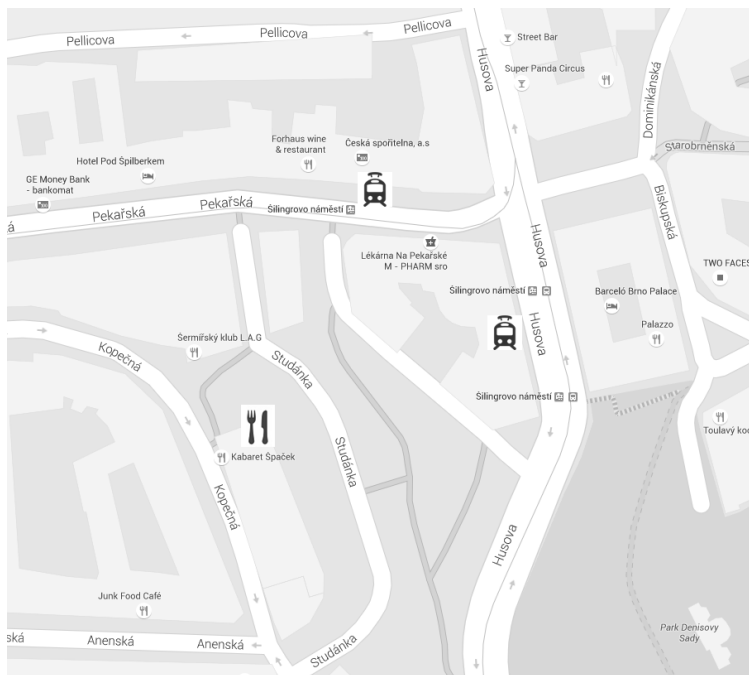 Pellicova
Pellicova
Pellicova
Husova
Street Bar
Super Panda Circus
Dominikánská
Starobrněnská
Forhaus wine
& restaurant
Česká spořitelna, a.s
Hotel Pod Špilberkem
GE Money Bank
- bankomat
Pekařská
Pekařská
Šilingrovo náměstí
Biskupská
Lékárna Na Pekařské
M - PHARM sro
Husova
TWO FACES
Šilingrovo náměstí
Barceló Brno Palace
Husova
Palazzo
Šermířský klub L.A.G
Kopečná
Studánka
Šilingrovo náměstí
Studánka
Kabaret Špaček
Kopečná
Husova
Junk Food Café
Anenská
Anenská
Studánka
Park Denisovy
Sady